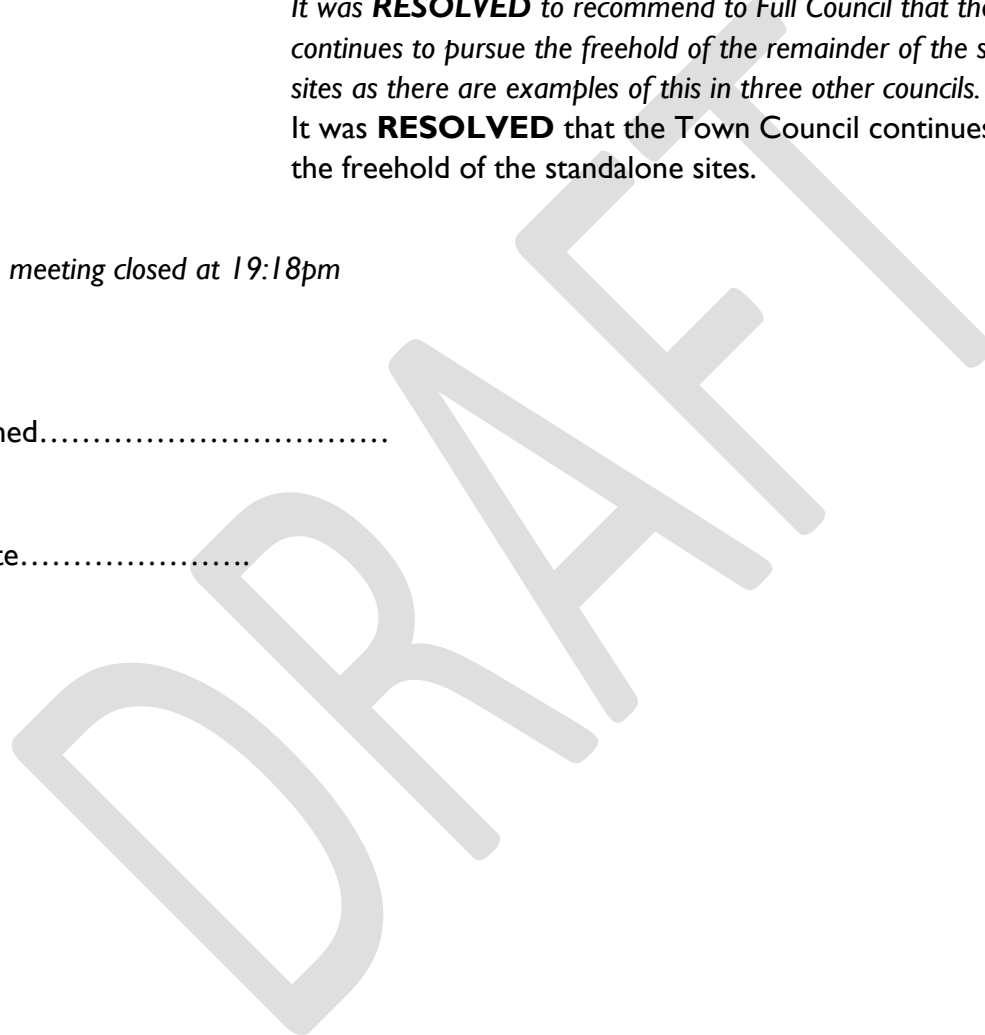 It was RESOLVED to recommend to Full Council that the
continues to pursue the freehold of the remainder of the s
sites as there are examples of this in three other councils.
It was RESOLVED that the Town Council continues
the freehold of the standalone sites.
meeting closed at 19:18pm
ned……………………………
te………………….
DRAFT